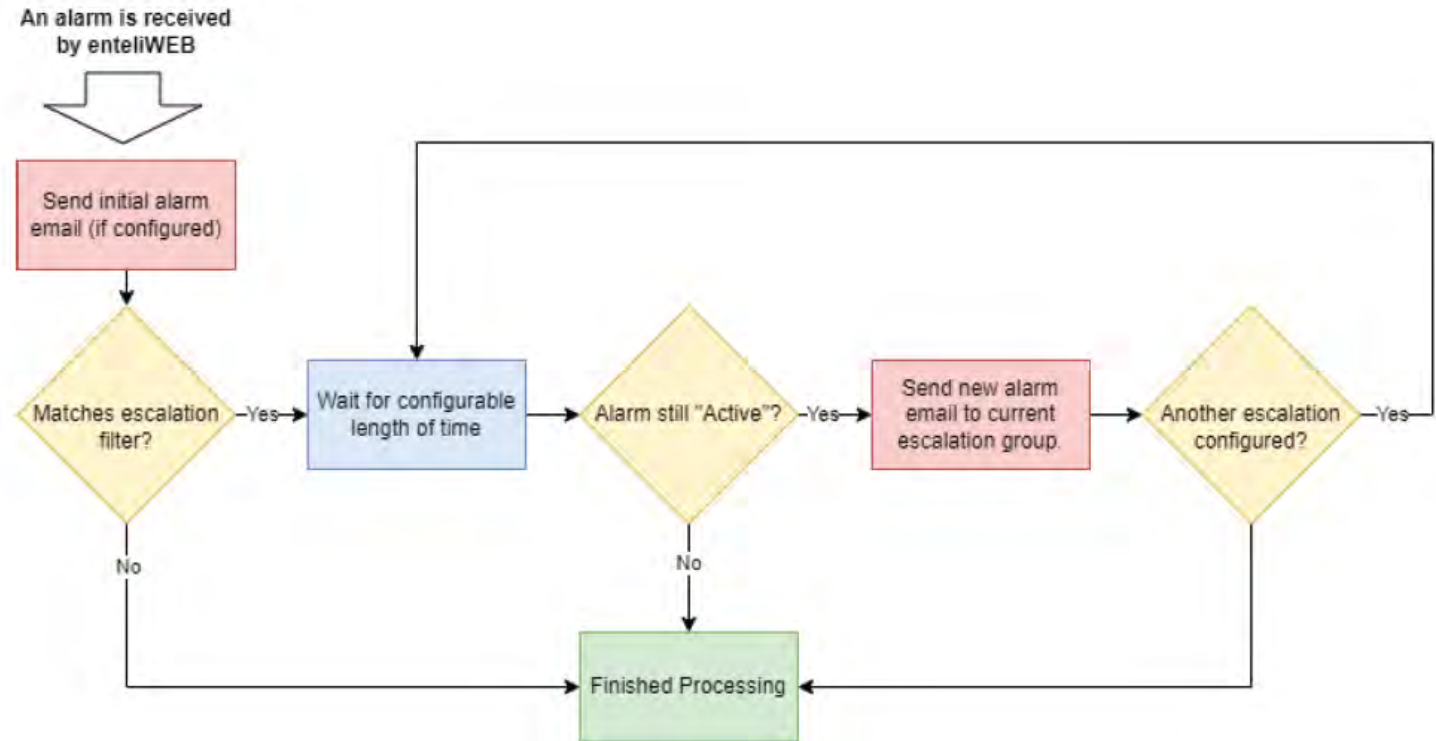 An alarm is received
by enteliWEB
Send initial alarm
email (if configured)
Matches escalation
filter?
Yes
Wait for configurable
length of time
Alarm still "Active"?
Yes
Send new alarm
email to current
escalation group.
Another escalation
configured?
Yes
No
No
Finished Processing